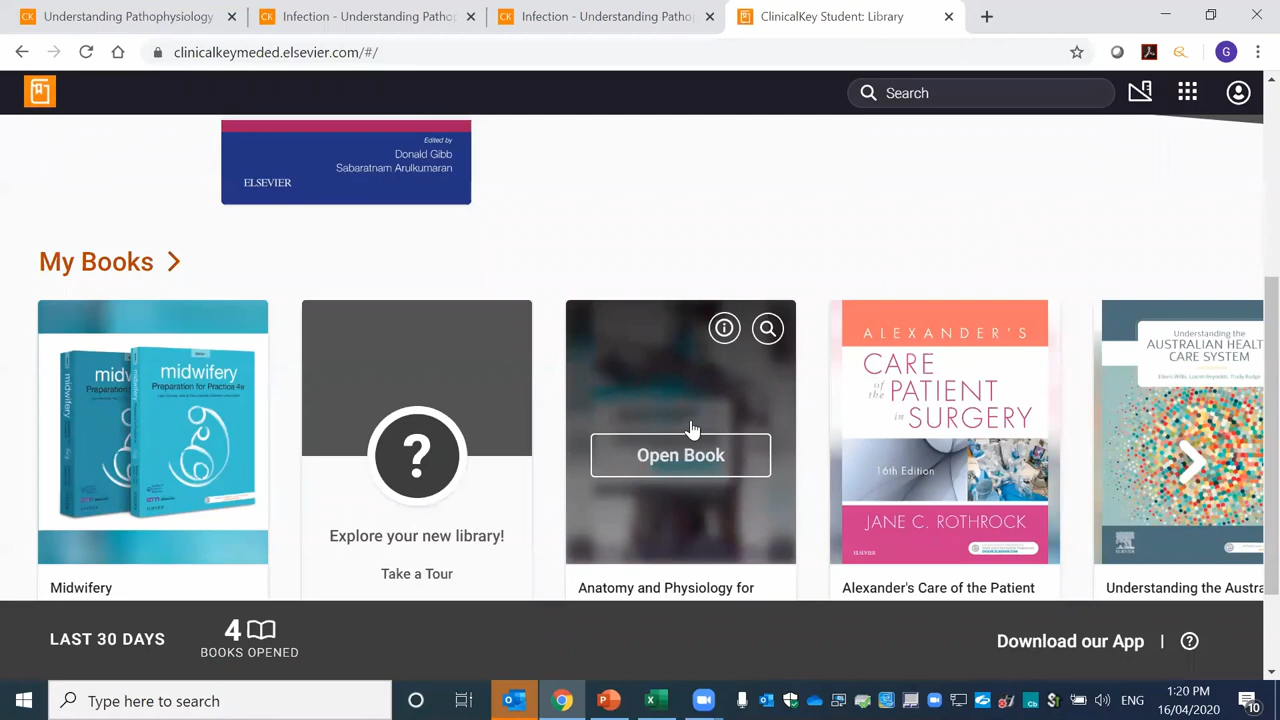 Understanding Pathophysiology
Infection - Understanding Pathop
Infection - Understanding Pathop
ClinicalKey Student: Library
clinicalkeymeded.elsevier.com/#/
G
Search
Edited by
Donald Gibb
Sabaratnam Arulkumaran
ELSEVIER
My Books
midwifery
Preparation for Practice 4e
Midwifery
?
Explore your new library!
Take a Tour
Open Book
Anatomy and Physiology for
ALEXANDER'S
CARE
of the
PATIENT
in SURGERY
16th Edition
JANE C. ROTHROCK
Alexander's Care of the Patient
Understanding the
AUSTRALIAN HEALT
CARE SYSTEM
Understanding the Austra
LAST 30 DAYS
4
BOOKS OPENED
Download our App
Type here to search
ENG
1:20 PM
16/04/2020
10